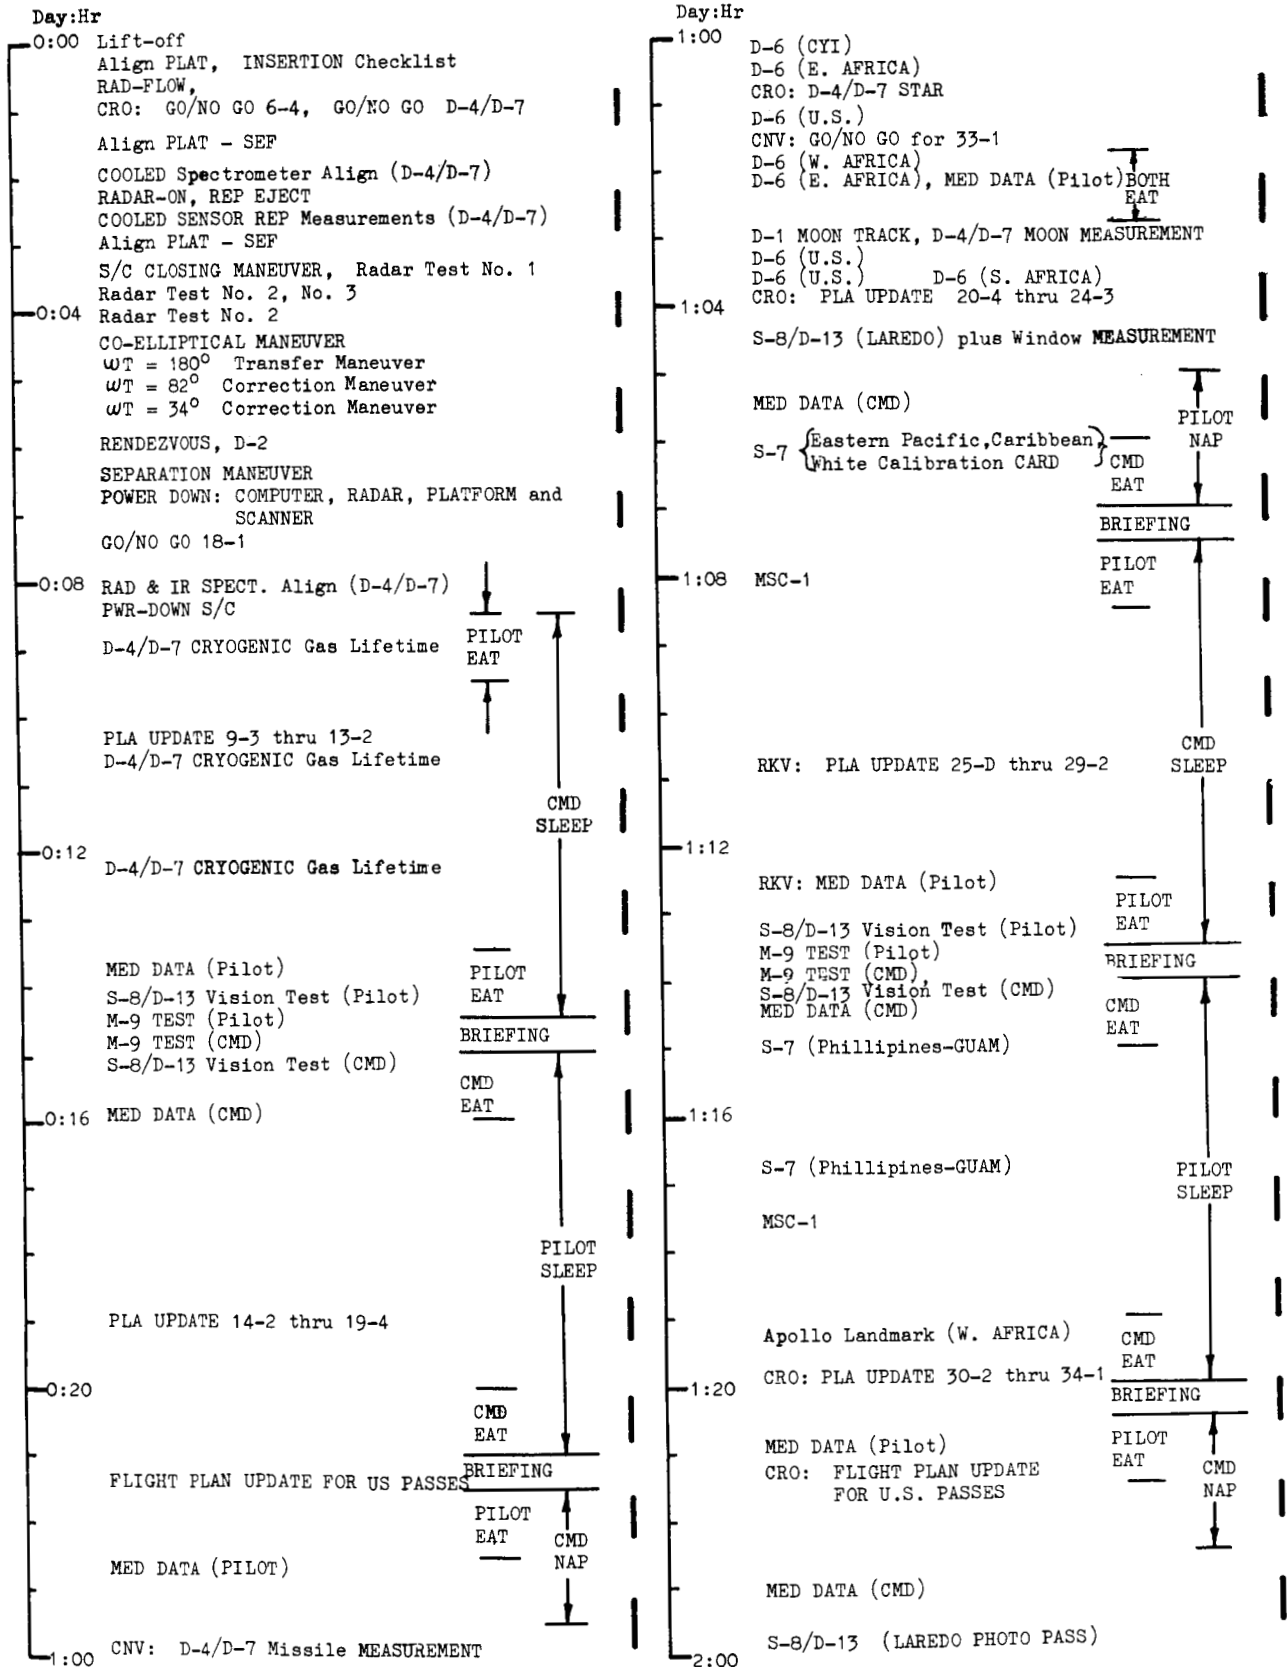 Day:Hr
0:00 Lift-off
Align PLAT, INSERTION Checklist
RAD-FLOW,
CRO: GO/NO GO 6-4, GO/NO GO D-4/D-7
Align PLAT - SEF
COOLED Spectrometer Align (D-4/D-7)
RADAR-ON, REP EJECT
COOLED SENSOR REP Measurements (D-4/D-7)
Align PLAT - SEF
S/C CLOSING MANEUVER, Radar Test No. 1
Radar Test No. 2, No. 3
0:04 Radar Test No. 2
CO-ELLIPTICAL MANEUVER
ωT = 180° Transfer Maneuver
ωT = 82° Correction Maneuver
ωT = 34° Correction Maneuver
RENDEZVOUS, D-2
SEPARATION MANEUVER
POWER DOWN: COMPUTER, RADAR, PLATFORM and
SCANNER
GO/NO GO 18-1
0:08 RAD & IR SPECT. Align (D-4/D-7)
PWR-DOWN S/C
D-4/D-7 CRYOGENIC Gas Lifetime
PILOT
EAT
PLA UPDATE 9-3 thru 13-2
D-4/D-7 CRYOGENIC Gas Lifetime
CMD
SLEEP
0:12 D-4/D-7 CRYOGENIC Gas Lifetime
MED DATA (Pilot)
PILOT
EAT
S-8/D-13 Vision Test (Pilot)
M-9 TEST (Pilot)
M-9 TEST (CMD)
BRIEFING
S-8/D-13 Vision Test (CMD)
CMD
EAT
0:16 MED DATA (CMD)
PILOT
SLEEP
PLA UPDATE 14-2 thru 19-4
0:20
CMD
EAT
FLIGHT PLAN UPDATE FOR US PASSES
BRIEFING
PILOT
EAT
CMD
NAP
MED DATA (PILOT)
CNV: D-4/D-7 Missile MEASUREMENT
1:00
Day:Hr
1:00
D-6 (CYI)
D-6 (E. AFRICA)
CRO: D-4/D-7 STAR
D-6 (U.S.)
CNV: GO/NO GO for 33-1
D-6 (W. AFRICA)
D-6 (E. AFRICA), MED DATA (Pilot)
BOTH
EAT
D-1 MOON TRACK, D-4/D-7 MOON MEASUREMENT
D-6 (U.S.)
D-6 (U.S.) D-6 (S. AFRICA)
1:04 CRO: PLA UPDATE 20-4 thru 24-3
S-8/D-13 (LAREDO) plus Window MEASUREMENT
MED DATA (CMD)
PILOT
NAP
S-7 {Eastern Pacific, Caribbean,
White Calibration CARD}
CMD
EAT
BRIEFING
PILOT
EAT
1:08 MSC-1
CMD
SLEEP
RKV: PLA UPDATE 25-D thru 29-2
1:12
RKV: MED DATA (Pilot)
PILOT
EAT
S-8/D-13 Vision Test (Pilot)
M-9 TEST (Pilot)
M-9 TEST (CMD),
BRIEFING
S-8/D-13 Vision Test (CMD)
MED DATA (CMD)
CMD
EAT
S-7 (Phillipines-GUAM)
1:16
S-7 (Phillipines-GUAM)
PILOT
SLEEP
MSC-1
Apollo Landmark (W. AFRICA)
CMD
EAT
CRO: PLA UPDATE 30-2 thru 34-1
1:20
BRIEFING
MED DATA (Pilot)
PILOT
EAT
CRO: FLIGHT PLAN UPDATE
FOR U.S. PASSES
CMD
NAP
MED DATA (CMD)
S-8/D-13 (LAREDO PHOTO PASS)
2:00